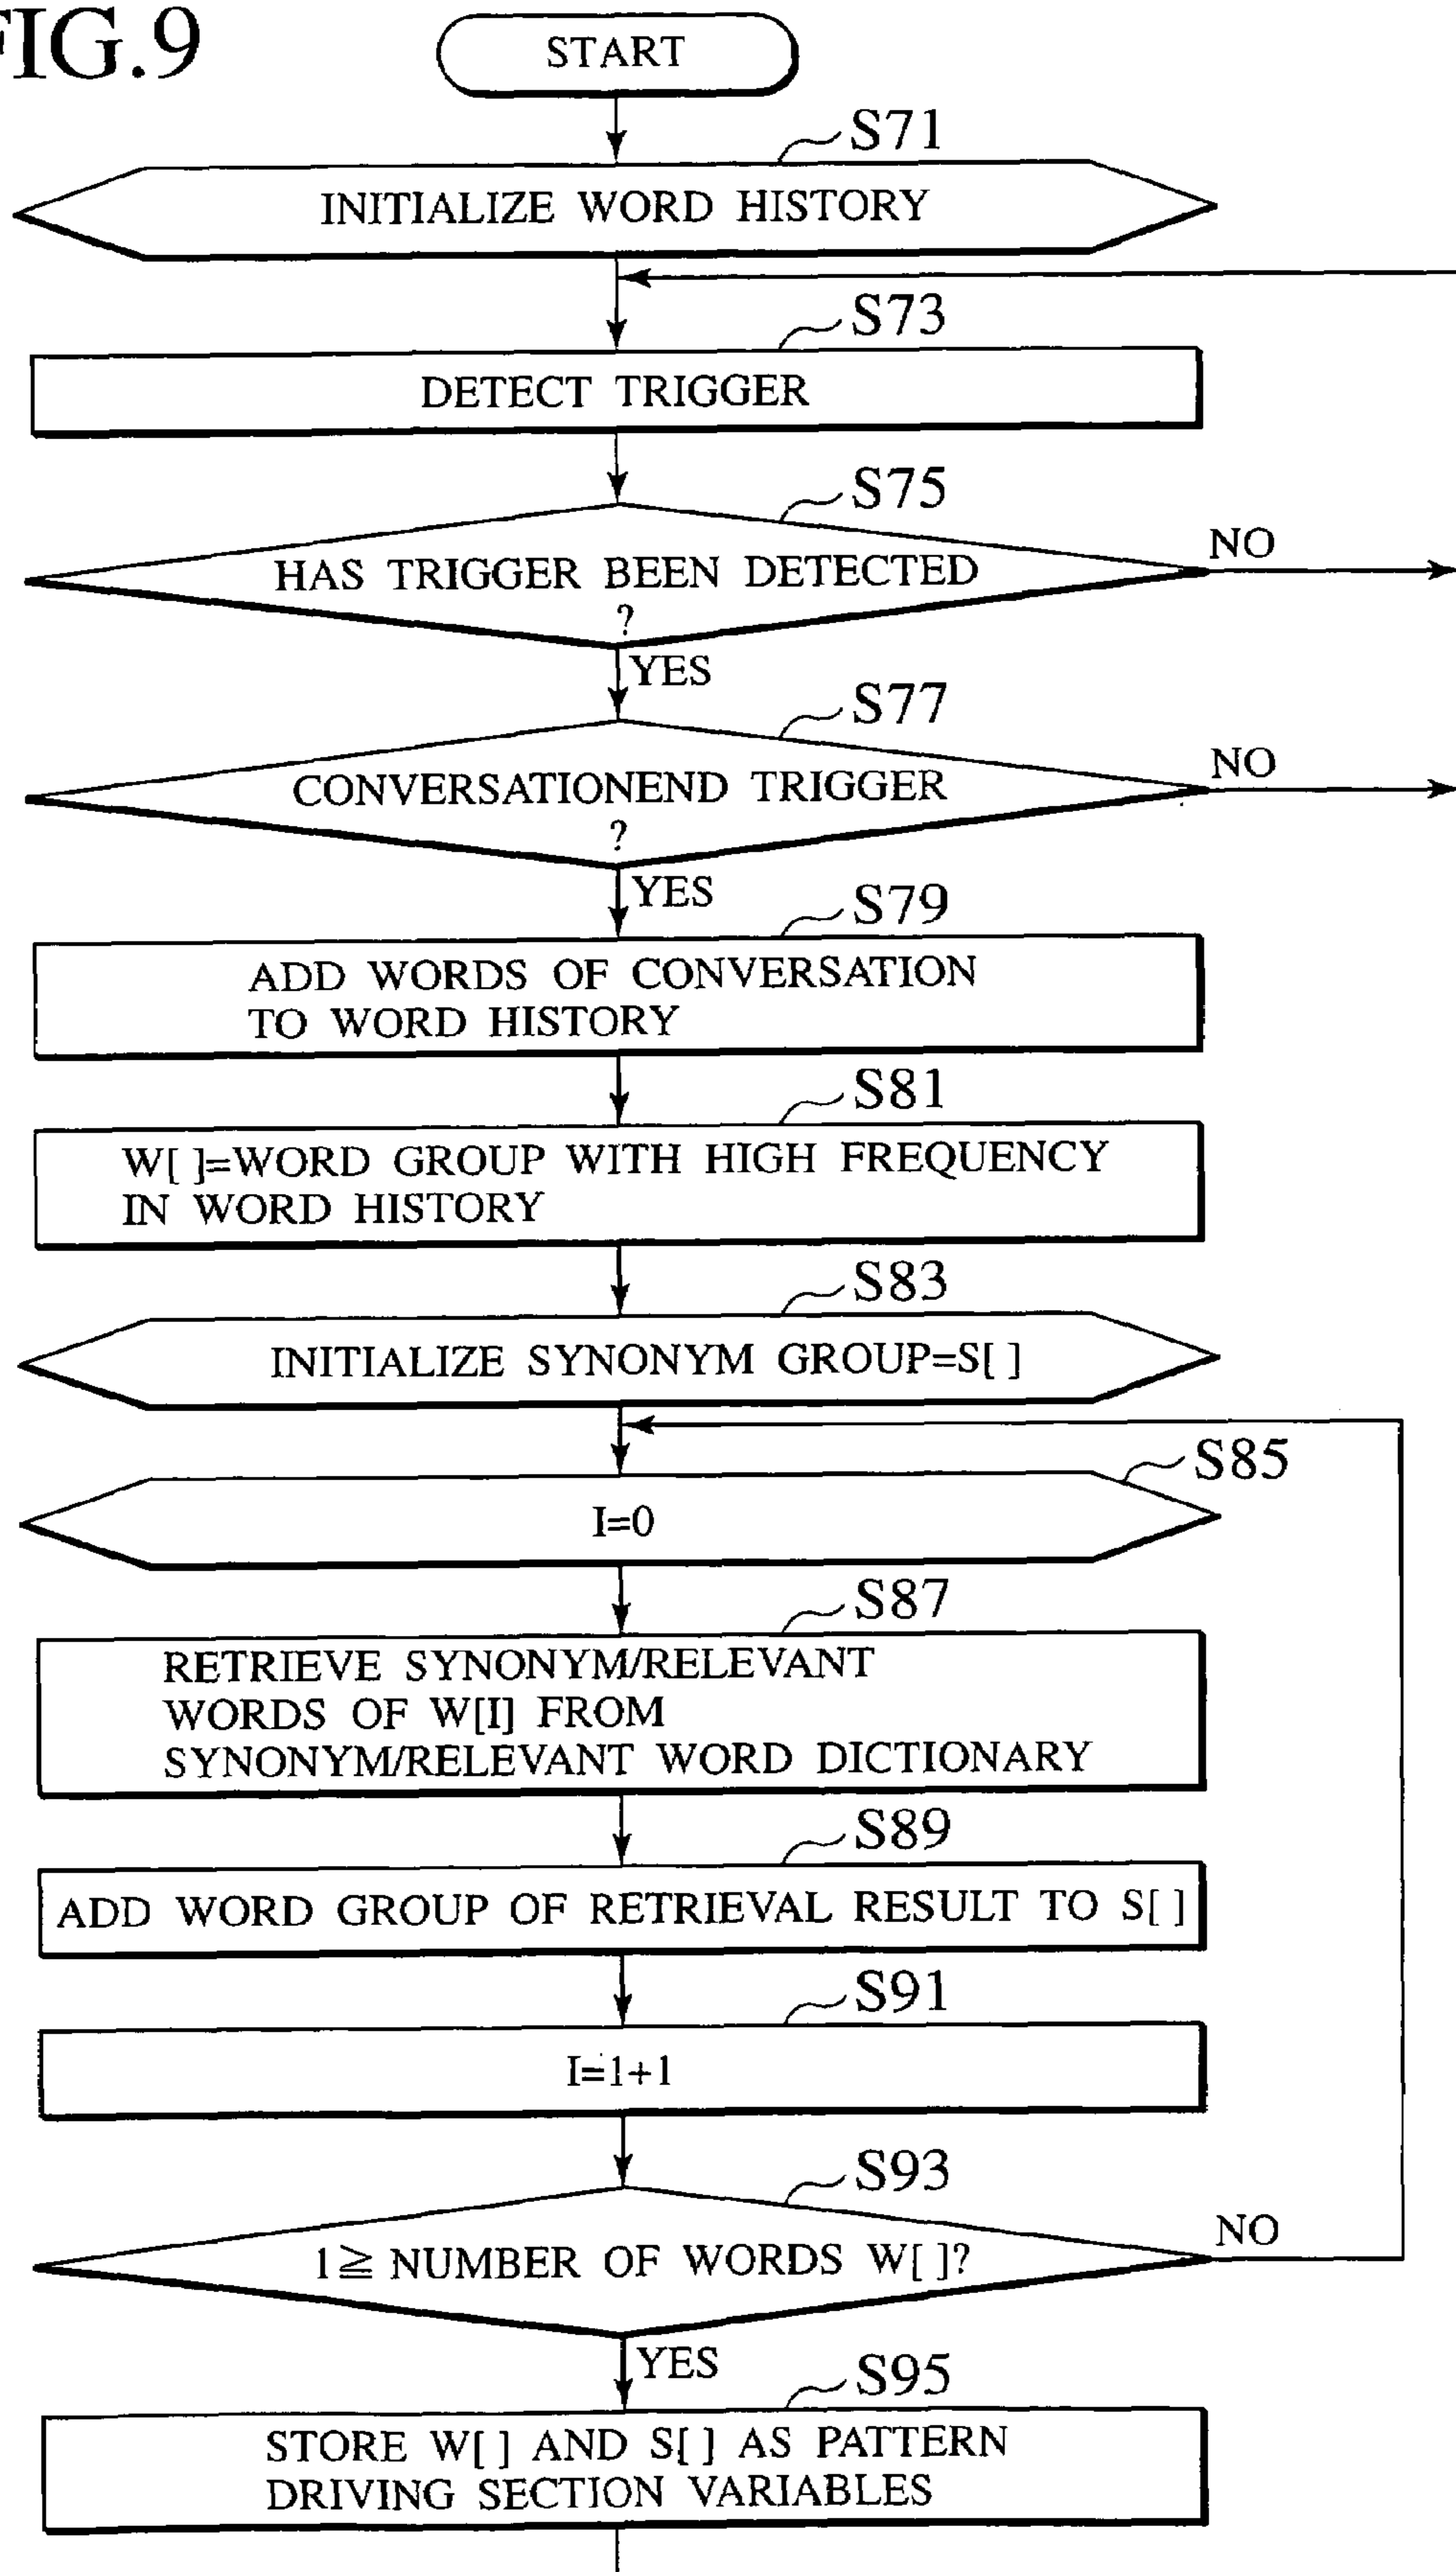 FIG.9
START
S71
INITIALIZE WORD HISTORY
S73
DETECT TRIGGER
S75
HAS TRIGGER BEEN DETECTED
?
NO
YES
S77
CONVERSATIONEND TRIGGER
?
NO
YES
S79
ADD WORDS OF CONVERSATION
TO WORD HISTORY
S81
W[ ]=WORD GROUP WITH HIGH FREQUENCY
IN WORD HISTORY
S83
INITIALIZE SYNONYM GROUP=S[ ]
S85
I=0
S87
RETRIEVE SYNONYM/RELEVANT
WORDS OF W[I] FROM
SYNONYM/RELEVANT WORD DICTIONARY
S89
ADD WORD GROUP OF RETRIEVAL RESULT TO S[ ]
S91
I=1+1
S93
1≧ NUMBER OF WORDS W[ ]?
NO
YES
S95
STORE W[ ] AND S[ ] AS PATTERN
DRIVING SECTION VARIABLES